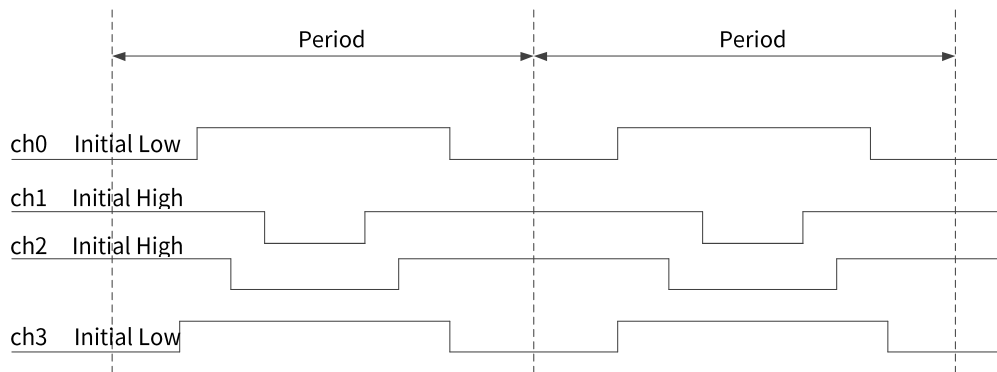 Period Period
ch0 Initial Low
ch1 Initial High
ch2 Initial High
ch3 Initial Low